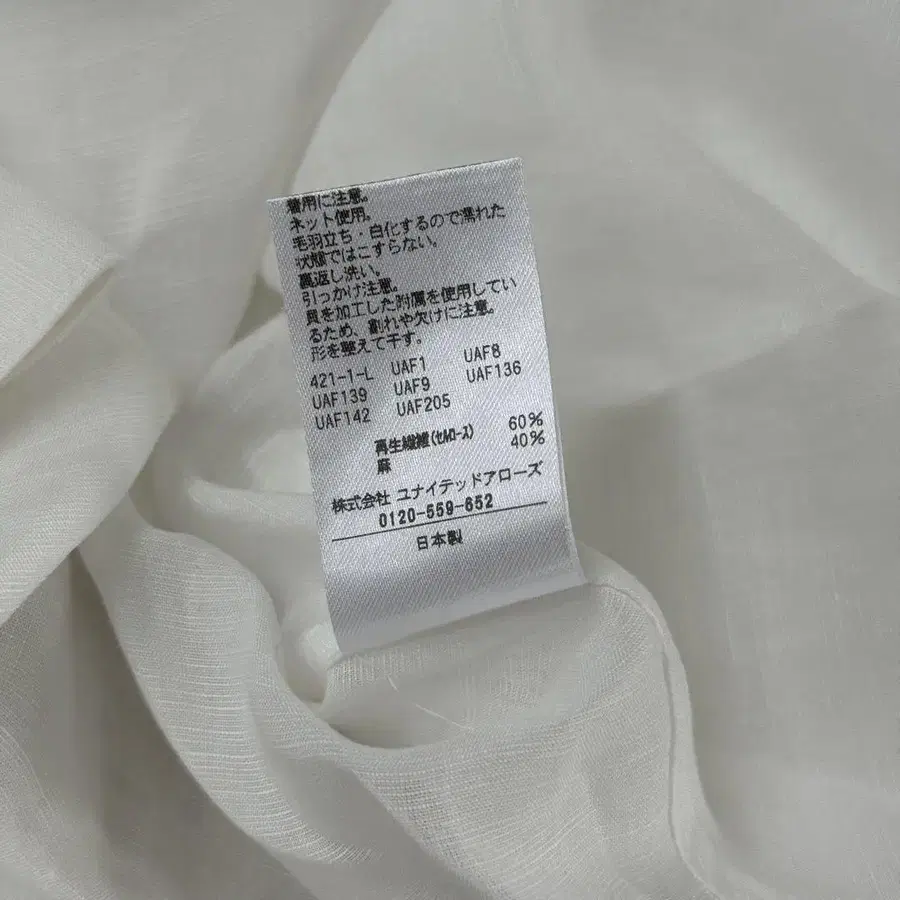 着用に注意。
ネット使用。
毛羽立ち・白化するので濡れた
状態ではこすらない。
裏返し洗い。
引っかけ注意。
貝を加工した附属を使用してい
るため、割れや欠けに注意。
形を整えて干す。
421-1-L UAF1 UAF8
UAF139 UAF9 UAF136
UAF142 UAF205
再生繊維(セルロース) 60%
麻 40%
株式会社 ユナイテッドアローズ
0120-559-652
日本製